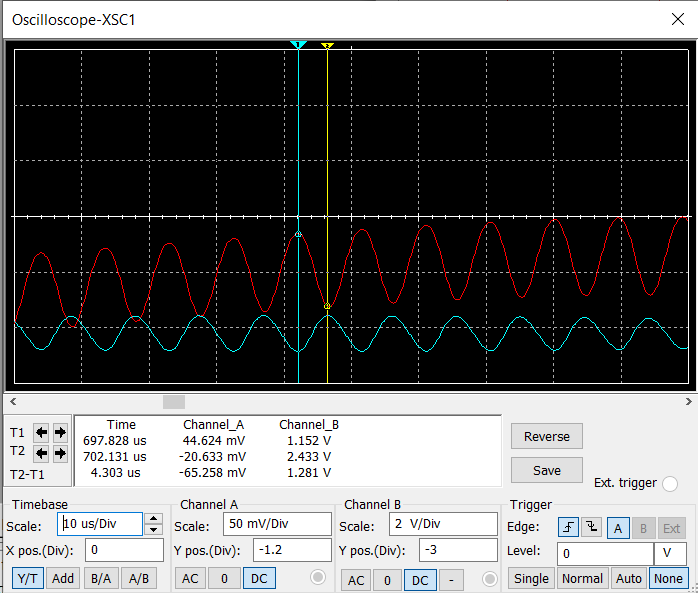 Oscilloscope-XSC1
1 2
T1
T2
T2-T1
Time Channel_A Channel_B
697.828 us 44.624 mV 1.152 V
702.131 us -20.633 mV 2.433 V
4.303 us -65.258 mV 1.281 V
Reverse
Save
Ext. trigger
Timebase
Scale: 10 us/Div
X pos.(Div): 0
Y/T Add B/A A/B
Channel A
Scale: 50 mV/Div
Y pos.(Div): -1.2
AC 0 DC
Channel B
Scale: 2 V/Div
Y pos.(Div): -3
AC 0 DC -
Trigger
Edge: A B Ext
Level: 0 V
Single Normal Auto None